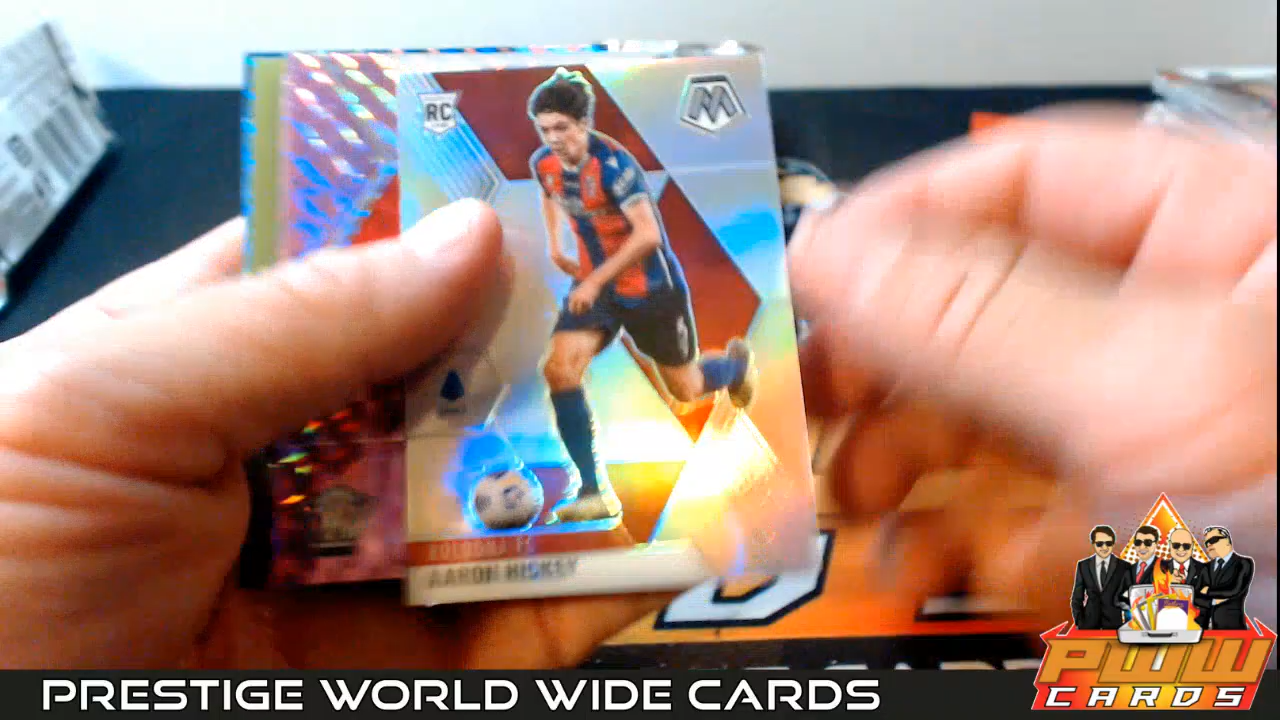 RC
M
BOLOGNA FC
AARON HICKEY
PRESTIGE WORLD WIDE CARDS
PWW
CARDS